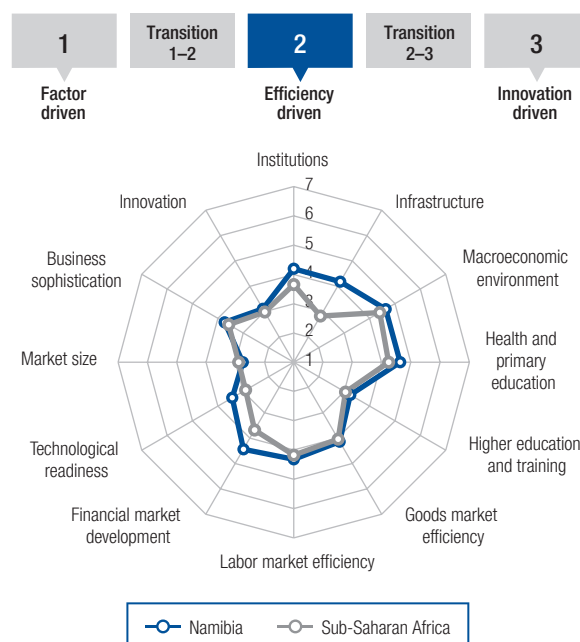 1
Transition
1–2
2
Transition
2–3
3
Factor
driven
Efficiency
driven
Innovation
driven
Institutions
7
6
5
4
3
2
1
Infrastructure
Macroeconomic
environment
Health and
primary
education
Higher education
and training
Goods market
efficiency
Labor market efficiency
Financial market
development
Technological
readiness
Market size
Business
sophistication
Innovation
Namibia
Sub-Saharan Africa